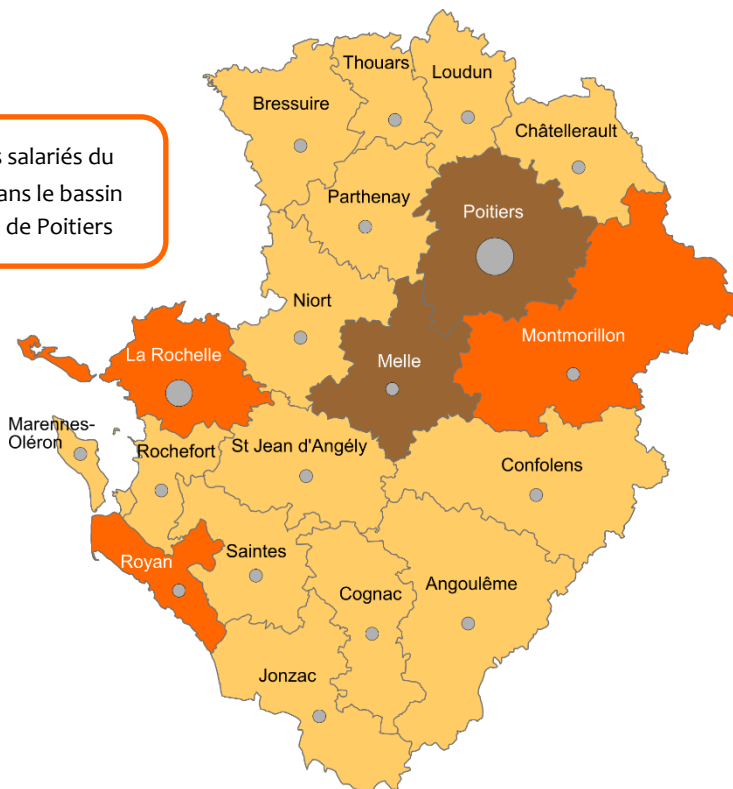 Thouars
Loudun
Bressuire
Châtellerault
s salariés du
ans le bassin
de Poitiers
Parthenay
Poitiers
Niort
Montmorillon
La Rochelle
Melle
Marennes-
Oléron
Rochefort
St Jean d'Angély
Confolens
Royan
Saintes
Cognac
Angoulême
Jonzac